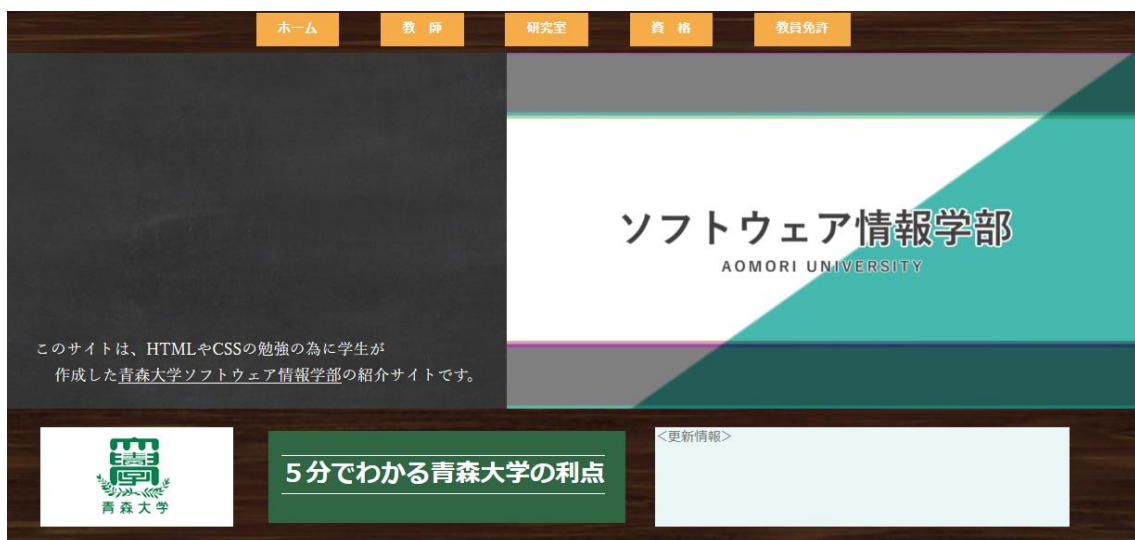 ホーム
教 師
研究室
資 格
教員免許
ソフトウェア情報学部
AOMORI UNIVERSITY
このサイトは、HTMLやCSSの勉強の為に学生が
作成した青森大学ソフトウェア情報学部の紹介サイトです。
青森大学
５分でわかる青森大学の利点
＜更新情報＞